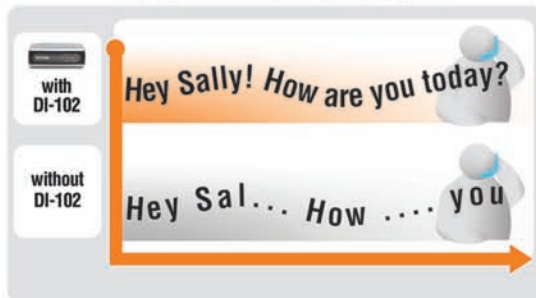 with
DI-102
Hey Sally! How are you today?
without
DI-102
Hey Sal... How .... you